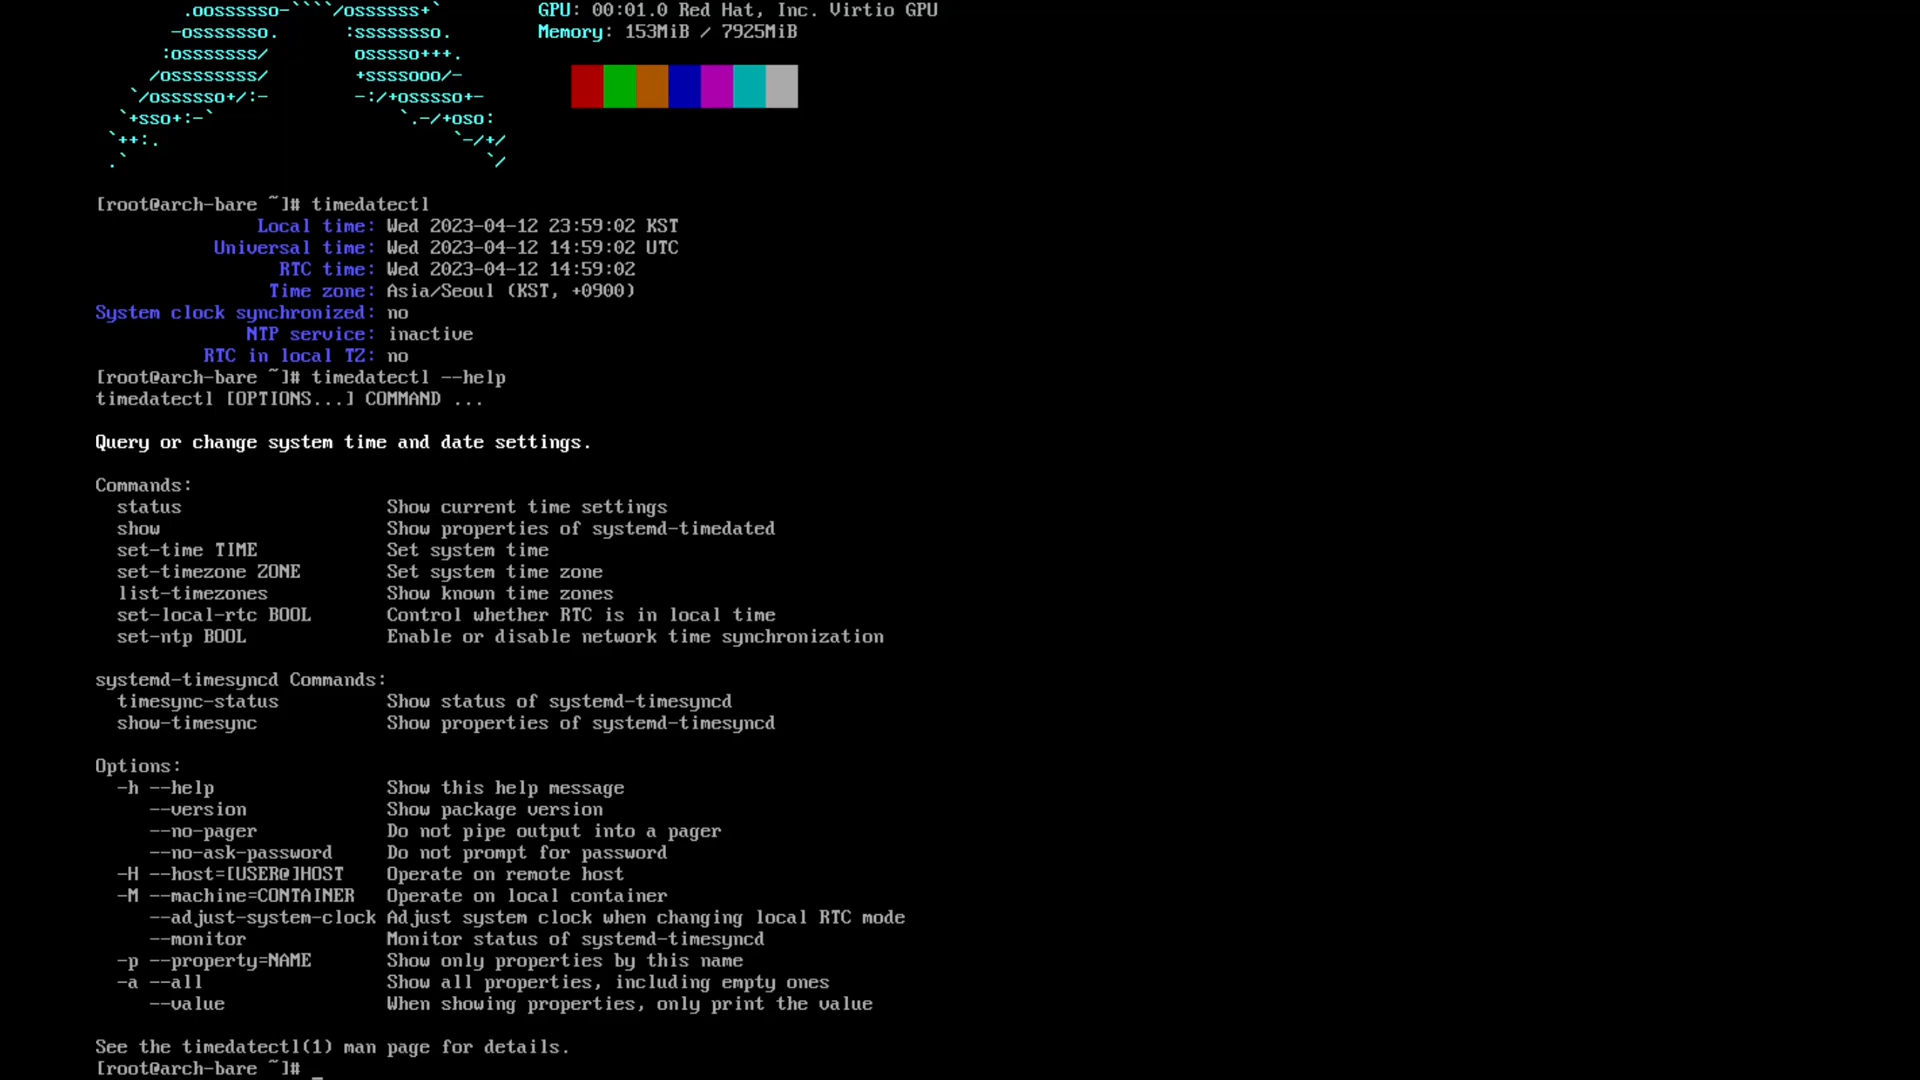 .oossssso-````/ossssss+`     GPU: 00:01.0 Red Hat, Inc. Virtio GPU
-osssssso.      :ssssssso.     Memory: 153MiB / 7925MiB
:osssssss/        osssso+++.
/ossssssss/        +ssssooo/-
`/ossssso+/:-        -:/+osssso+-
`+sso+:-`                 `.-/+oso:
`++:.                           `-/+/
.`                                 `/
[root@arch-bare ~]# timedatectl
Local time: Wed 2023-04-12 23:59:02 KST
Universal time: Wed 2023-04-12 14:59:02 UTC
RTC time: Wed 2023-04-12 14:59:02
Time zone: Asia/Seoul (KST, +0900)
System clock synchronized: no
NTP service: inactive
RTC in local TZ: no
[root@arch-bare ~]# timedatectl --help
timedatectl [OPTIONS...] COMMAND ...
Query or change system time and date settings.
Commands:
status                   Show current time settings
show                     Show properties of systemd-timedated
set-time TIME            Set system time
set-timezone ZONE        Set system time zone
list-timezones           Show known time zones
set-local-rtc BOOL       Control whether RTC is in local time
set-ntp BOOL             Enable or disable network time synchronization
systemd-timesyncd Commands:
timesync-status          Show status of systemd-timesyncd
show-timesync            Show properties of systemd-timesyncd
Options:
-h --help                Show this help message
--version             Show package version
--no-pager            Do not pipe output into a pager
--no-ask-password     Do not prompt for password
-H --host=[USER@]HOST    Operate on remote host
-M --machine=CONTAINER   Operate on local container
--adjust-system-clock Adjust system clock when changing local RTC mode
--monitor             Monitor status of systemd-timesyncd
-p --property=NAME       Show only properties by this name
-a --all                 Show all properties, including empty ones
--value               When showing properties, only print the value
See the timedatectl(1) man page for details.
[root@arch-bare ~]# _